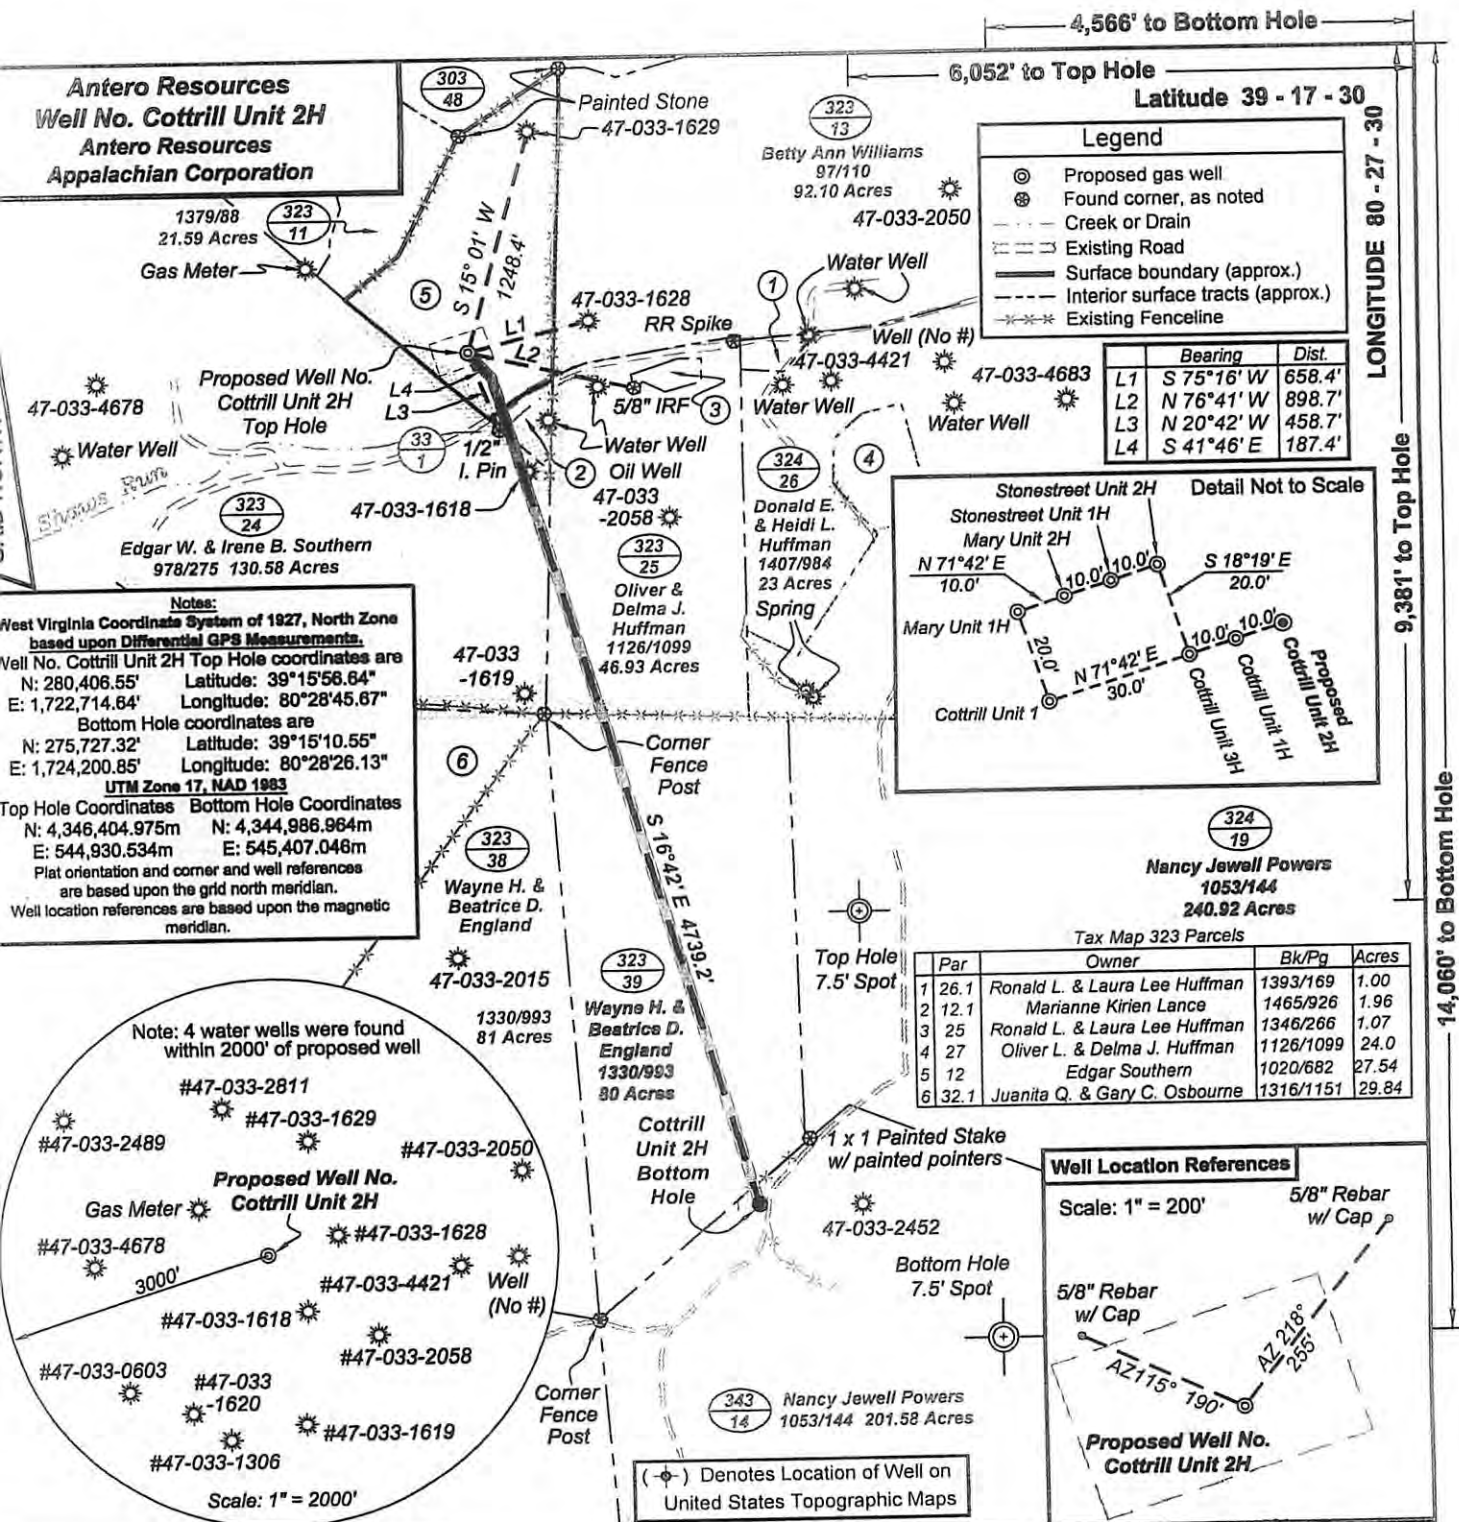 4,566' to Bottom Hole
6,052' to Top Hole
Latitude 39 - 17 - 30
LONGITUDE 80 - 27 - 30
9,381' to Top Hole
14,060' to Bottom Hole
Antero Resources
Well No. Cottrill Unit 2H
Antero Resources
Appalachian Corporation
303
48
Painted Stone
47-033-1629
323
13
Betty Ann Williams
97/110
92.10 Acres
47-033-2050
Legend
Proposed gas well
Found corner, as noted
Creek or Drain
Existing Road
Surface boundary (approx.)
Interior surface tracts (approx.)
Existing Fenceline
1379/88
21.59 Acres
323
11
Gas Meter
5
S 15° 01' W
1248.4'
L1
L2
47-033-1628
RR Spike
1
Water Well
Well (No #)
47-033-4421
47-033-4683
Water Well
Water Well
Bearing Dist.
L1 S 75°16' W 658.4'
L2 N 76°41' W 898.7'
L3 N 20°42' W 458.7'
L4 S 41°46' E 187.4'
47-033-4678
Water Well
Proposed Well No.
Cottrill Unit 2H
Top Hole
L4
L3
33
1
1/2"
I. Pin
5/8" IRF
3
Water Well
2
Oil Well
47-033
-2058
47-033-1618
323
24
Edgar W. & Irene B. Southern
978/275 130.58 Acres
323
25
Oliver &
Delma J.
Huffman
1126/1099
46.93 Acres
324
26
4
Donald E.
& Heidi L.
Huffman
1407/984
23 Acres
Spring
Detail Not to Scale
Stonestreet Unit 2H
Stonestreet Unit 1H
Mary Unit 2H
N 71°42' E
10.0'
10.0'
10.0'
S 18°19' E
20.0'
Mary Unit 1H
20.0'
N 71°42' E
30.0'
10.0'
10.0'
Cottrill Unit 1
Cottrill Unit 3H
Cottrill Unit 1H
Proposed
Cottrill Unit 2H
Notes:
West Virginia Coordinate System of 1927, North Zone
based upon Differential GPS Measurements.
Well No. Cottrill Unit 2H Top Hole coordinates are
N: 280,406.55' Latitude: 39°15'56.64"
E: 1,722,714.64' Longitude: 80°28'45.67"
Bottom Hole coordinates are
N: 275,727.32' Latitude: 39°15'10.55"
E: 1,724,200.85' Longitude: 80°28'26.13"
UTM Zone 17, NAD 1983
Top Hole Coordinates Bottom Hole Coordinates
N: 4,346,404.975m N: 4,344,986.964m
E: 544,930.534m E: 545,407.046m
Plat orientation and corner and well references
are based upon the grid north meridian.
Well location references are based upon the magnetic
meridian.
47-033
-1619
6
Corner
Fence
Post
S 16°42' E 4739.2'
323
38
Wayne H. &
Beatrice D.
England
47-033-2015
1330/993
81 Acres
323
39
Wayne H. &
Beatrice D.
England
1330/993
80 Acres
Top Hole
7.5' Spot
324
19
Nancy Jewell Powers
1053/144
240.92 Acres
Tax Map 323 Parcels
Par Owner Bk/Pg Acres
1 26.1 Ronald L. & Laura Lee Huffman 1393/169 1.00
2 12.1 Marianne Kirien Lance 1465/926 1.96
3 25 Ronald L. & Laura Lee Huffman 1346/266 1.07
4 27 Oliver L. & Delma J. Huffman 1126/1099 24.0
5 12 Edgar Southern 1020/682 27.54
6 32.1 Juanita Q. & Gary C. Osbourne 1316/1151 29.84
Note: 4 water wells were found
within 2000' of proposed well
#47-033-2811
#47-033-1629
#47-033-2489
#47-033-2050
Proposed Well No.
Cottrill Unit 2H
Gas Meter
#47-033-1628
#47-033-4678
3000'
#47-033-4421
Well
(No #)
#47-033-1618
#47-033-2058
#47-033-0603
#47-033
-1620
#47-033-1619
#47-033-1306
Scale: 1" = 2000'
Cottrill
Unit 2H
Bottom
Hole
1 x 1 Painted Stake
w/ painted pointers
47-033-2452
Bottom Hole
7.5' Spot
Corner
Fence
Post
343
14
Nancy Jewell Powers
1053/144 201.58 Acres
( ) Denotes Location of Well on
United States Topographic Maps
Well Location References
Scale: 1" = 200'
5/8" Rebar
w/ Cap
5/8" Rebar
w/ Cap
AZ 218°
255'
AZ115° 190'
Proposed Well No.
Cottrill Unit 2H